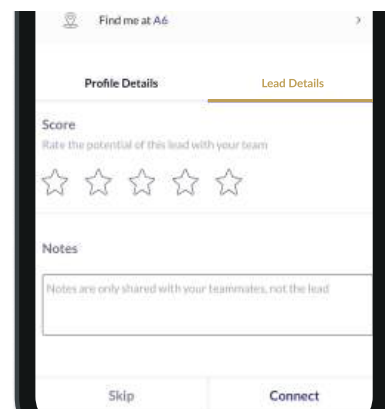 Find me at A6
Profile Details
Lead Details
Score
Rate the potential of this lead with your team
Notes
Notes are only shared with your teammates, not the lead
Skip
Connect